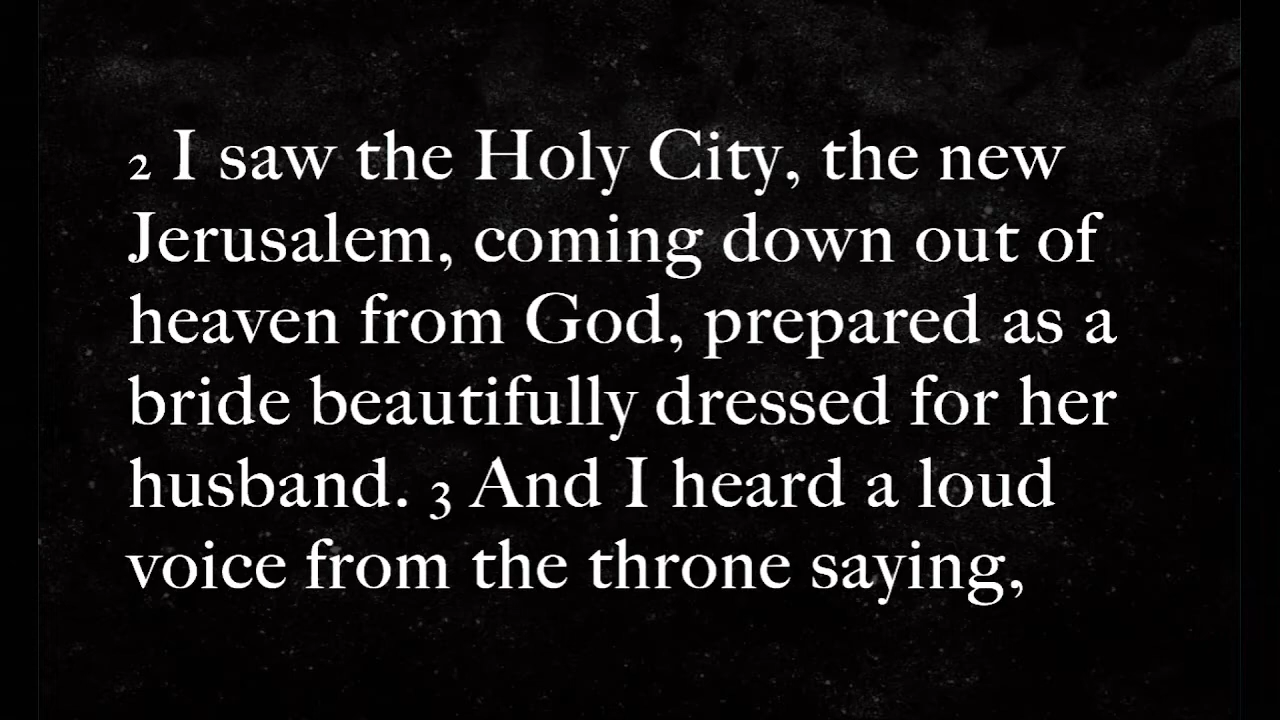 2 I saw the Holy City, the new
Jerusalem, coming down out of
heaven from God, prepared as a
bride beautifully dressed for her
husband. 3 And I heard a loud
voice from the throne saying,